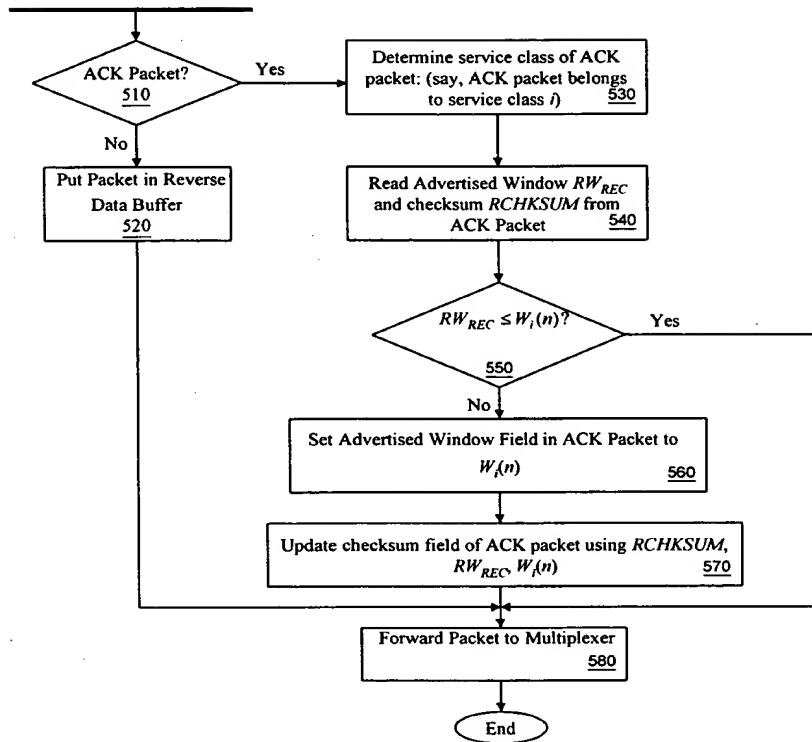 ACK Packet?
510
Yes
No
Determine service class of ACK
packet: (say, ACK packet belongs
to service class i)
530
Put Packet in Reverse
Data Buffer
520
Read Advertised Window RW_REC
and checksum RCHKSUM from
ACK Packet
540
RW_REC ≤ W_i(n)?
550
Yes
No
Set Advertised Window Field in ACK Packet to
W_i(n)
560
Update checksum field of ACK packet using RCHKSUM,
RW_REC, W_i(n)
570
Forward Packet to Multiplexer
580
End